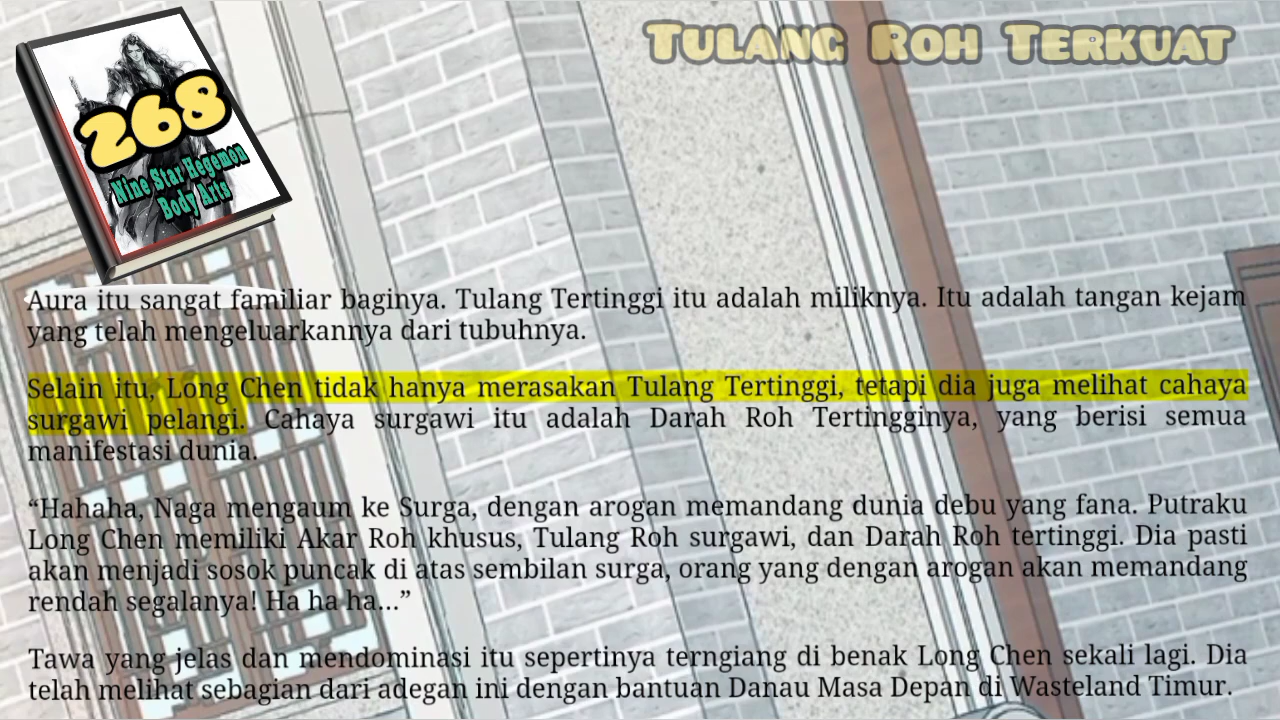 Tulang Roh Terkuat
268
Nine Star Hegemon
Body Arts
Aura itu sangat familiar baginya. Tulang Tertinggi itu adalah miliknya. Itu adalah tangan kejam
yang telah mengeluarkannya dari tubuhnya.
Selain itu, Long Chen tidak hanya merasakan Tulang Tertinggi, tetapi dia juga melihat cahaya
surgawi pelangi. Cahaya surgawi itu adalah Darah Roh Tertingginya, yang berisi semua
manifestasi dunia.
“Hahaha, Naga mengaum ke Surga, dengan arogan memandang dunia debu yang fana. Putraku
Long Chen memiliki Akar Roh khusus, Tulang Roh surgawi, dan Darah Roh tertinggi. Dia pasti
akan menjadi sosok puncak di atas sembilan surga, orang yang dengan arogan akan memandang
rendah segalanya! Ha ha ha…”
Tawa yang jelas dan mendominasi itu sepertinya terngiang di benak Long Chen sekali lagi. Dia
telah melihat sebagian dari adegan ini dengan bantuan Danau Masa Depan di Wasteland Timur.